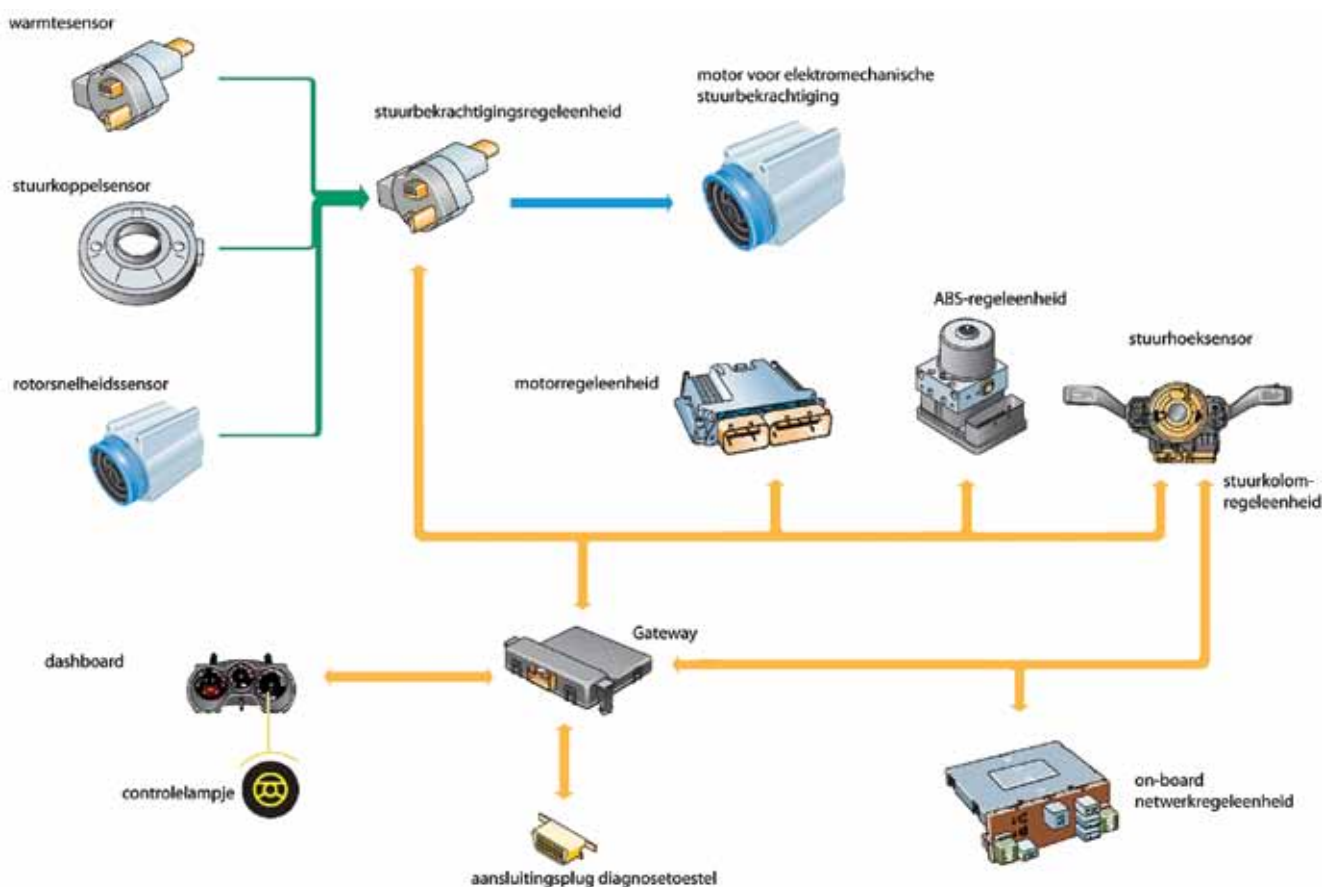 warmtesensor
motor voor elektromechanische
stuurbekrachtiging
stuurbekrachtigingsregeleenheid
stuurkoppelsensor
ABS-regeleenheid
stuurhoeksensor
rotorsnelheidssensor
motorregeleenheid
stuurkolom-
regeleenheid
Gateway
dashboard
controlelampje
on-board
netwerkregeleenheid
aansluitingsplug diagnosetoestel